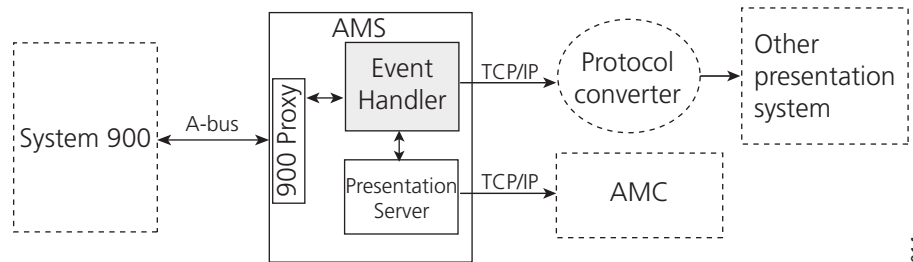 AMS
Event
Handler
TCP/IP
Protocol
converter
Other
presentation
system
System 900
A-bus
900 Proxy
Presentation
Server
TCP/IP
AMC